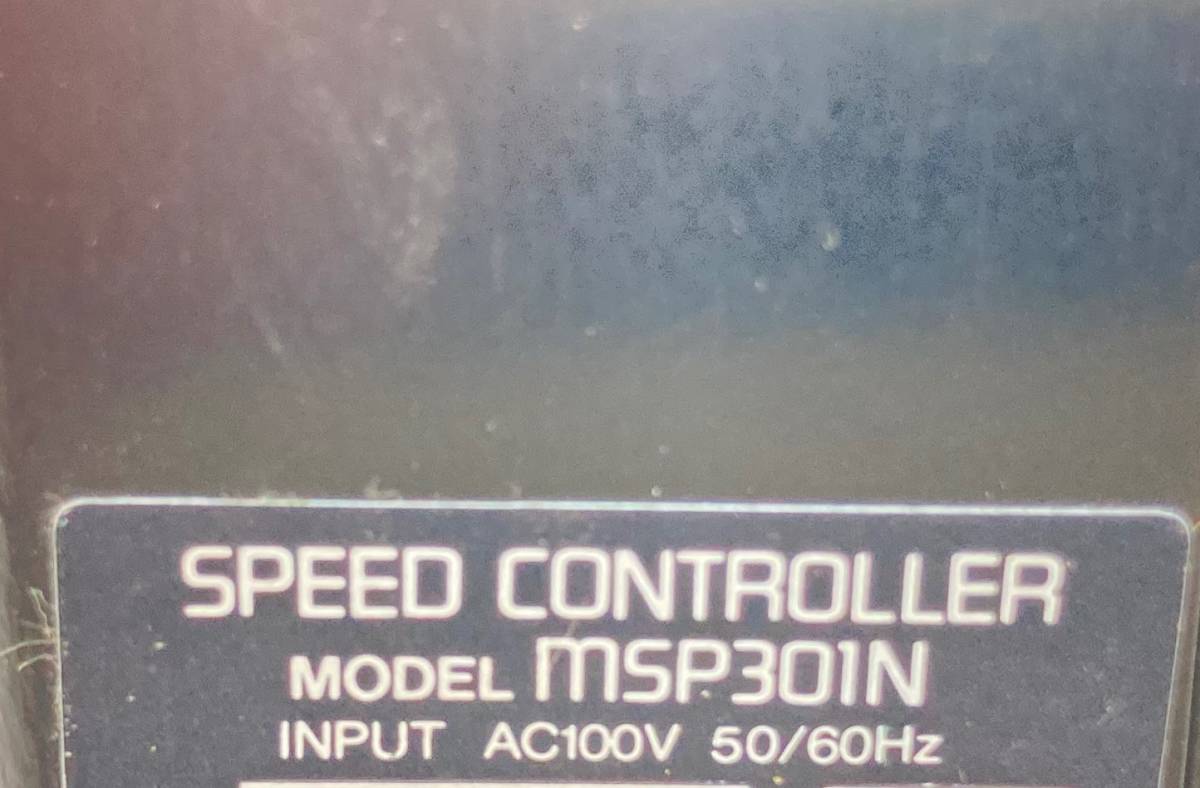 SPEED CONTROLLER
MODEL MSP301N
INPUT AC100V 50/60Hz